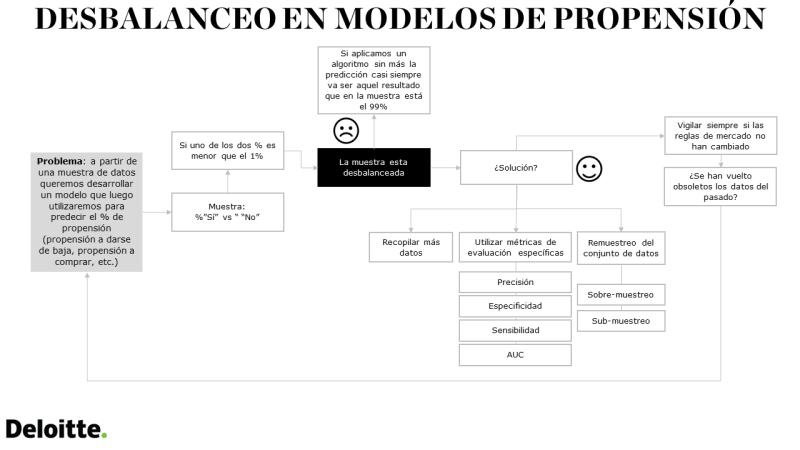 DESBALANCEO EN MODELOS DE PROPENSIÓN
Si aplicamos un
algoritmo sin más la
predicción casi siempre
va ser aquel resultado
que en la muestra está
el 99%
Problema: a partir de
una muestra de datos
queremos desarrollar
un modelo que luego
utilizaremos para
predecir el % de
propensión
(propensión a darse
de baja, propensión a
comprar, etc.)
Si uno de los dos % es
menor que el 1%
Muestra:
%"Sí" vs " "No"
La muestra esta
desbalanceada
¿Solución?
Vigilar siempre si las
reglas de mercado no
han cambiado
¿Se han vuelto
obsoletos los datos del
pasado?
Recopilar más
datos
Utilizar métricas de
evaluación específicas
Precisión
Especificidad
Sensibilidad
AUC
Remuestreo del
conjunto de datos
Sobre-muestreo
Sub-muestreo
Deloitte.